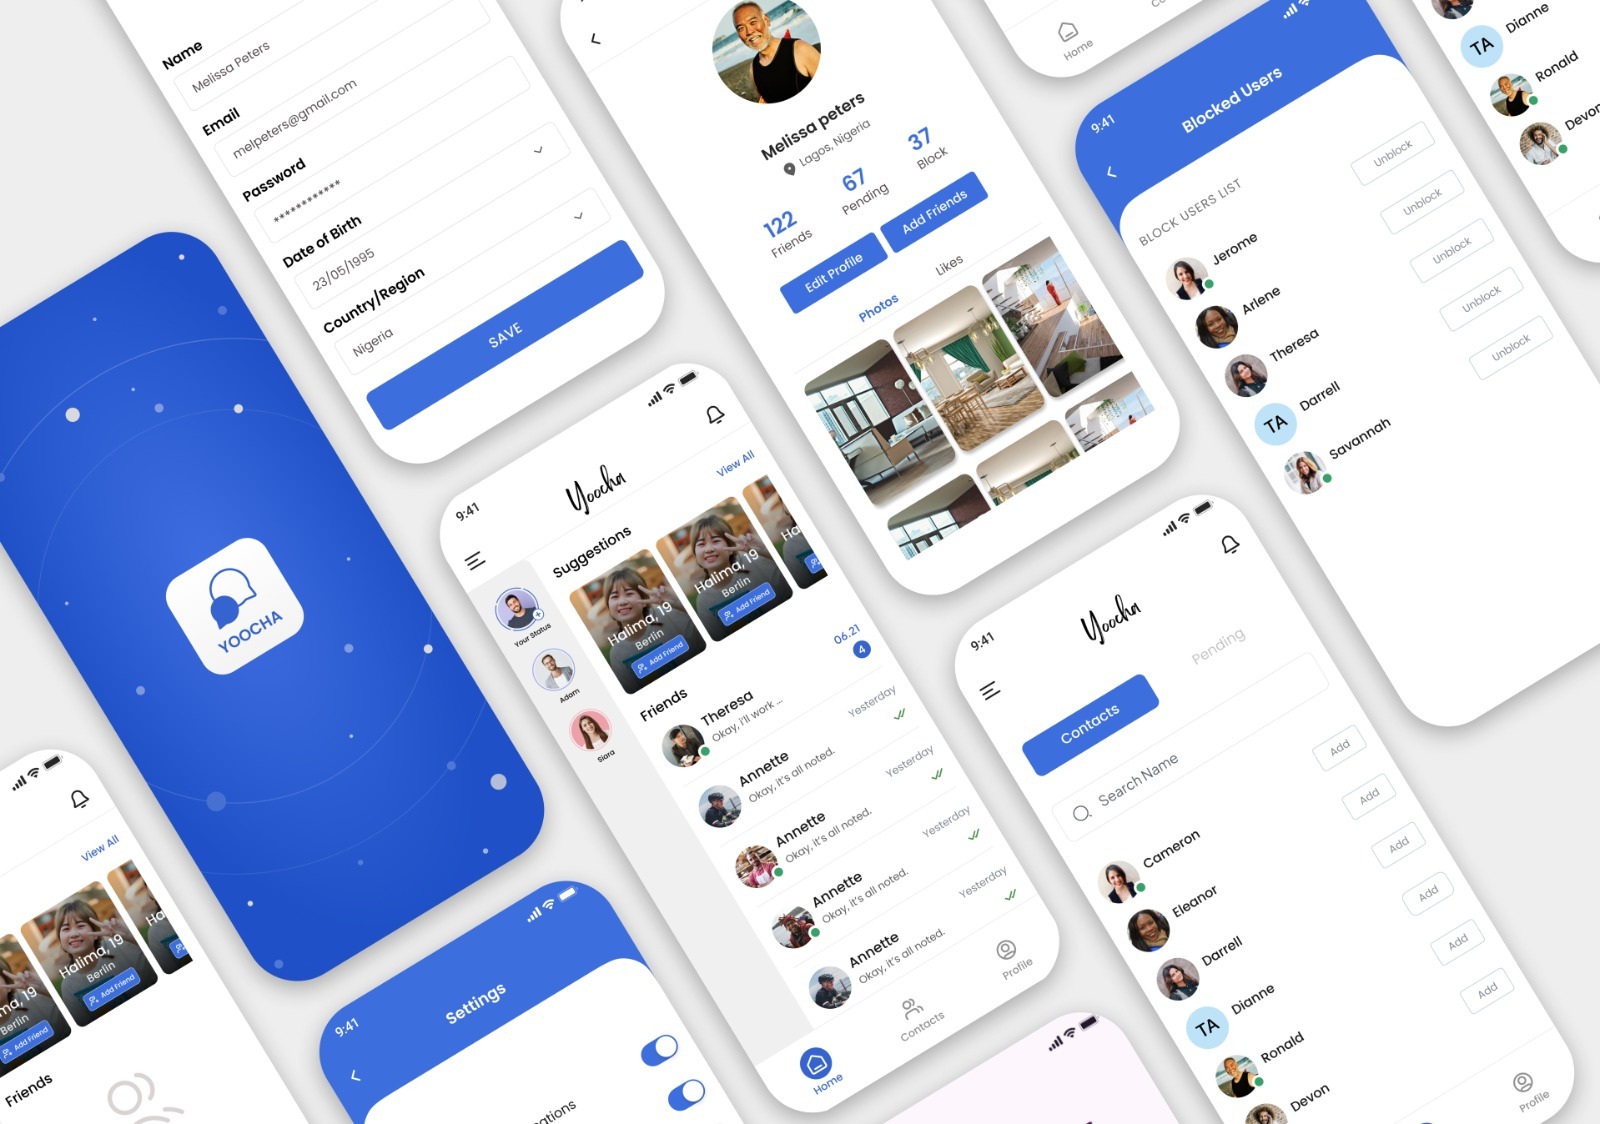 Name
Melissa Peters
Email
melpeters@gmail.com
Password
************
Date of Birth
23/05/1995
Country/Region
Nigeria
SAVE
YOOCHA
View All
Halima, 19
Berlin
Add Friend
Friends
9:41
Settings
9:41
Yoocha
View All
Suggestions
Halima, 19
Berlin
Add Friend
Halima, 19
Berlin
Add Friend
Your Status
Adam
Siara
Friends
Theresa
Okay, i'll work ...
06.21
4
Annette
Okay, it's all noted.
Yesterday
Annette
Okay, it's all noted.
Yesterday
Annette
Okay, it's all noted.
Yesterday
Annette
Okay, it's all noted.
Yesterday
Home
Contacts
Profile
Melissa peters
Lagos, Nigeria
122
Friends
67
Pending
37
Block
Edit Profile
Add Friends
Photos
Likes
Home
9:41
Blocked Users
BLOCK USERS LIST
Jerome
Unblock
Arlene
Unblock
Theresa
Unblock
TA
Darrell
Unblock
Savannah
Unblock
9:41
Yoocha
Contacts
Pending
Search Name
Cameron
Add
Eleanor
Add
Darrell
Add
TA
Dianne
Add
Ronald
Add
Devon
Add
Profile
TA
Dianne
Ronald